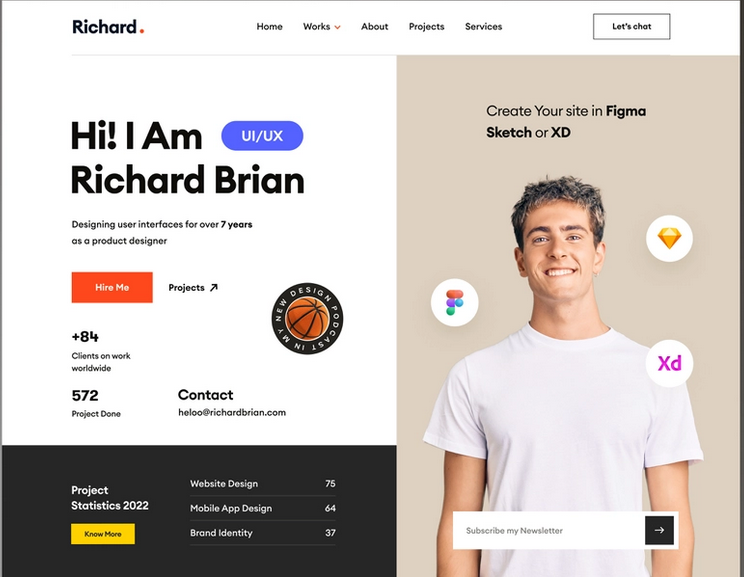 Richard.
Home
Works
About
Projects
Services
Let's chat
Hi! I Am
UI/UX
Richard Brian
Designing user interfaces for over 7 years
as a product designer
Hire Me
Projects
+84
Clients on work
worldwide
572
Project Done
Contact
heloo@richardbrian.com
NEW DESIGN PODCAST IN MY
Project
Statistics 2022
Know More
Website Design 75
Mobile App Design 64
Brand Identity 37
Create Your site in Figma
Sketch or XD
Xd
Subscribe my Newsletter